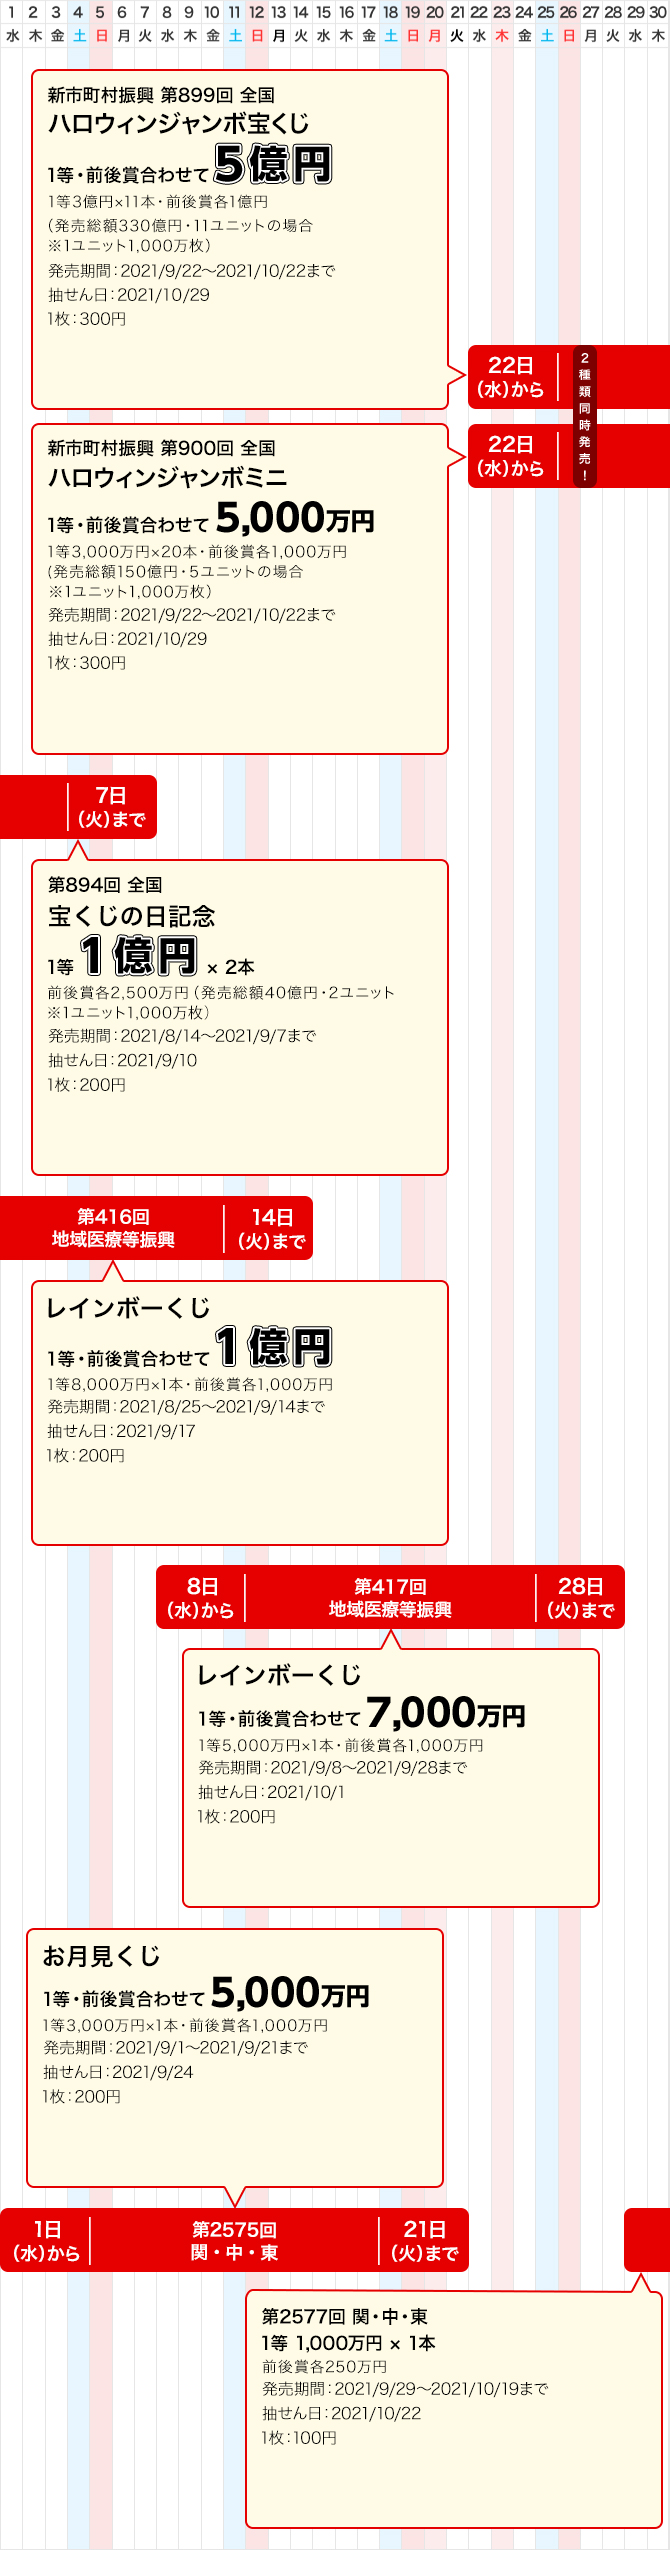 1 2 3 4 5 6 7 8 9 10 11 12 13 14 15 16 17 18 19 20 21 22 23 24 25 26 27 28 29 30
水 木 金 土 日 月 火 水 木 金 土 日 月 火 水 木 金 土 日 月 火 水 木 金 土 日 月 火 水 木
新市町村振興 第899回 全国
ハロウィンジャンボ宝くじ
1等・前後賞合わせて5億円
1等3億円×11本・前後賞各1億円
(発売総額330億円・11ユニットの場合
※1ユニット1,000万枚)
発売期間:2021/9/22〜2021/10/22まで
抽せん日:2021/10/29
1枚:300円
22日
(水)から
2種類同時発売!
22日
(水)から
新市町村振興 第900回 全国
ハロウィンジャンボミニ
1等・前後賞合わせて5,000万円
1等3,000万円×20本・前後賞各1,000万円
(発売総額150億円・5ユニットの場合
※1ユニット1,000万枚)
発売期間:2021/9/22〜2021/10/22まで
抽せん日:2021/10/29
1枚:300円
7日
(火)まで
第894回 全国
宝くじの日記念
1等 1億円 × 2本
前後賞各2,500万円(発売総額40億円・2ユニット
※1ユニット1,000万枚)
発売期間:2021/8/14〜2021/9/7まで
抽せん日:2021/9/10
1枚:200円
第416回
地域医療等振興
14日
(火)まで
レインボーくじ
1等・前後賞合わせて1億円
1等8,000万円×1本・前後賞各1,000万円
発売期間:2021/8/25〜2021/9/14まで
抽せん日:2021/9/17
1枚:200円
8日
(水)から
第417回
地域医療等振興
28日
(火)まで
レインボーくじ
1等・前後賞合わせて7,000万円
1等5,000万円×1本・前後賞各1,000万円
発売期間:2021/9/8〜2021/9/28まで
抽せん日:2021/10/1
1枚:200円
お月見くじ
1等・前後賞合わせて5,000万円
1等3,000万円×1本・前後賞各1,000万円
発売期間:2021/9/1〜2021/9/21まで
抽せん日:2021/9/24
1枚:200円
1日
(水)から
第2575回
関・中・東
21日
(火)まで
第2577回 関・中・東
1等 1,000万円 × 1本
前後賞各250万円
発売期間:2021/9/29〜2021/10/19まで
抽せん日:2021/10/22
1枚:100円